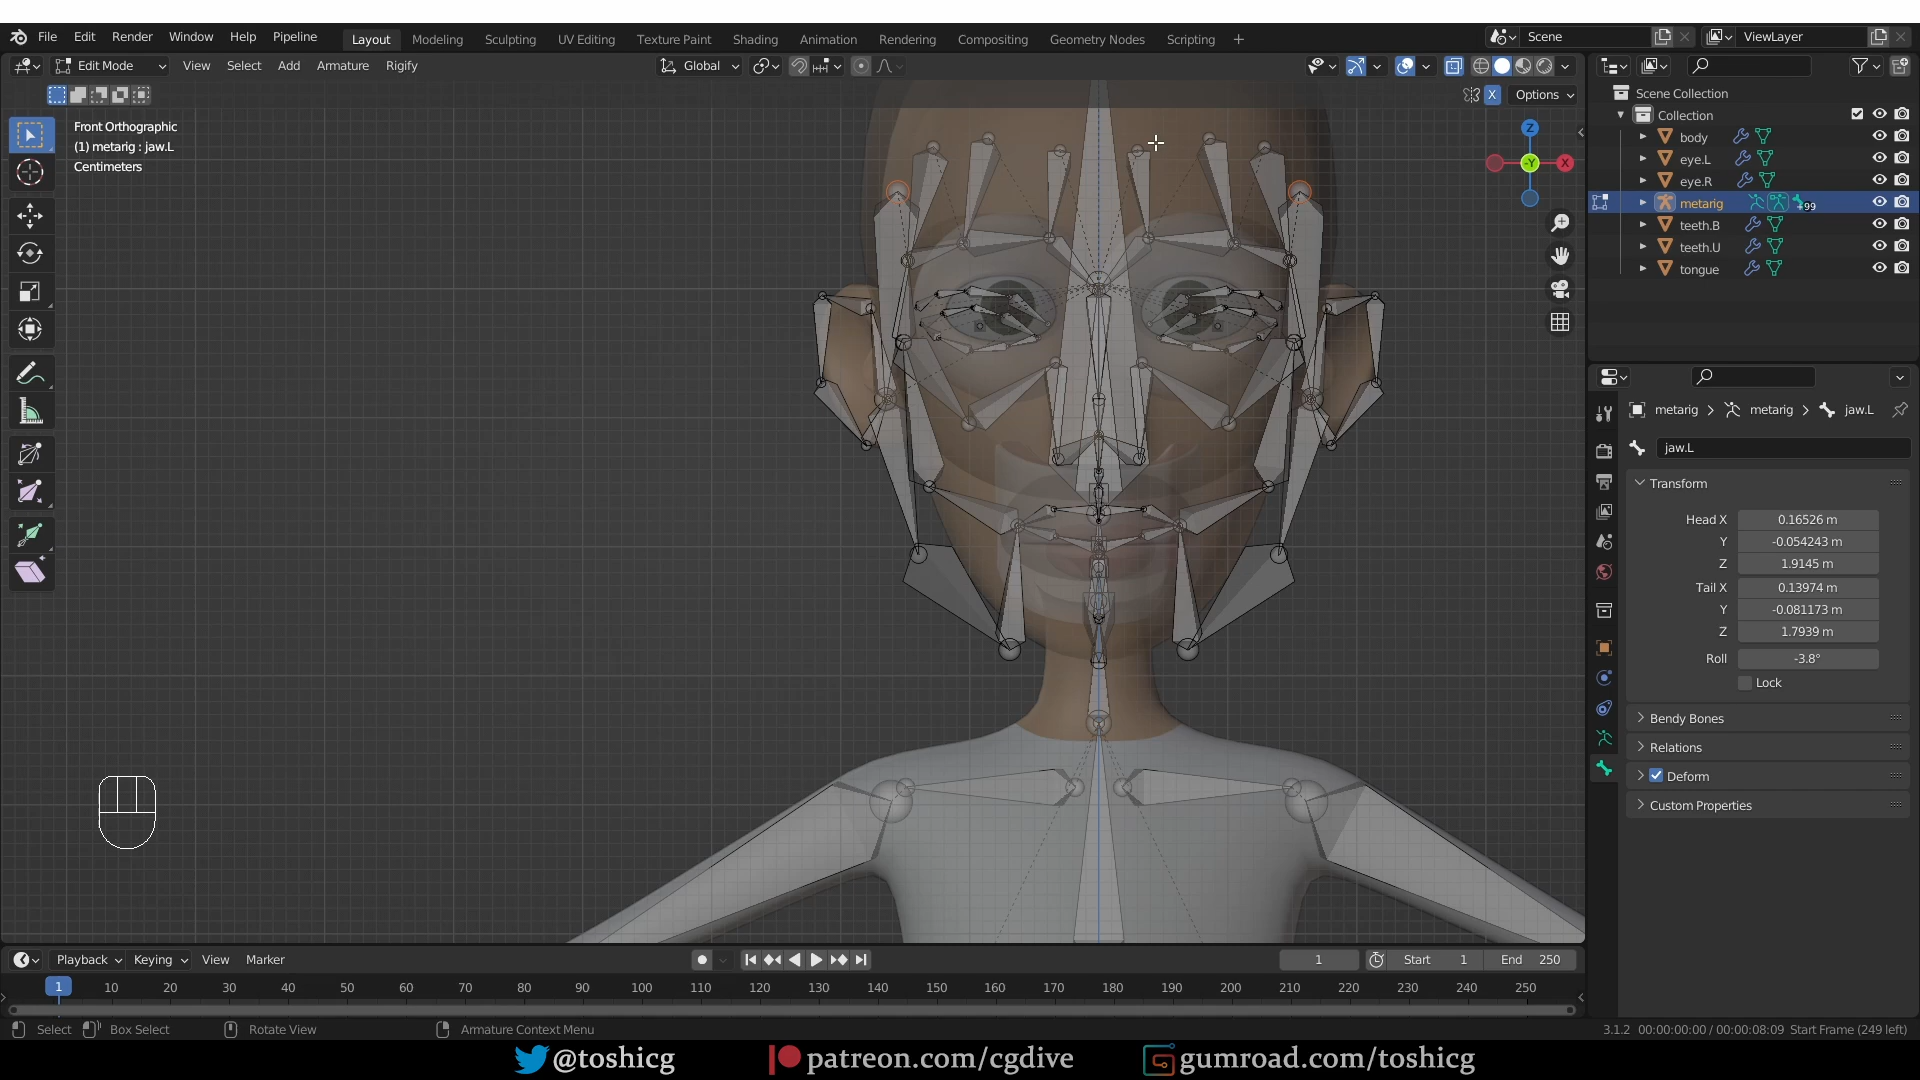 File Edit Render Window Help Pipeline Layout Modeling Sculpting UV Editing Texture Paint Shading Animation Rendering Compositing Geometry Nodes Scripting + Scene ViewLayer
Edit Mode View Select Add Armature Rigify Global
X Options
Front Orthographic
(1) metarig : jaw.L
Centimeters
Z
-Y
X
Scene Collection
Collection
body
eye.L
eye.R
metarig +99
teeth.B
teeth.U
tongue
metarig > metarig > jaw.L
jaw.L
Transform
Head X 0.16526 m
Y -0.054243 m
Z 1.9145 m
Tail X 0.13974 m
Y -0.081173 m
Z 1.7939 m
Roll -3.8°
Lock
Bendy Bones
Relations
Deform
Custom Properties
Playback Keying View Marker 1 Start 1 End 250
1 10 20 30 40 50 60 70 80 90 100 110 120 130 140 150 160 170 180 190 200 210 220 230 240 250
Select Box Select Rotate View Armature Context Menu 3.1.2 00:00:00:00 / 00:00:08:09 Start Frame (249 left)
@toshicg patreon.com/cgdive gumroad.com/toshicg